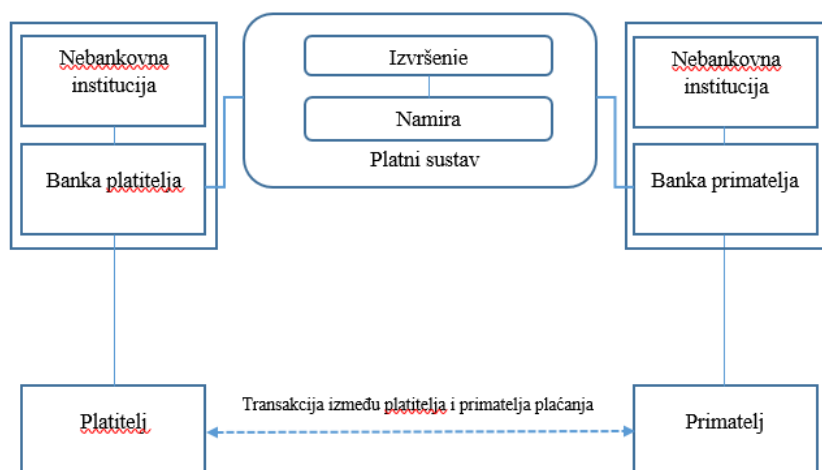 Nebankovna
institucija
Banka platitelja
Izvršenie
Namira
Platni sustav
Nebankovna
institucija
Banka primatelja
Transakcija između platitelja i primatelja plaćanja
Platitelj
Primatelj